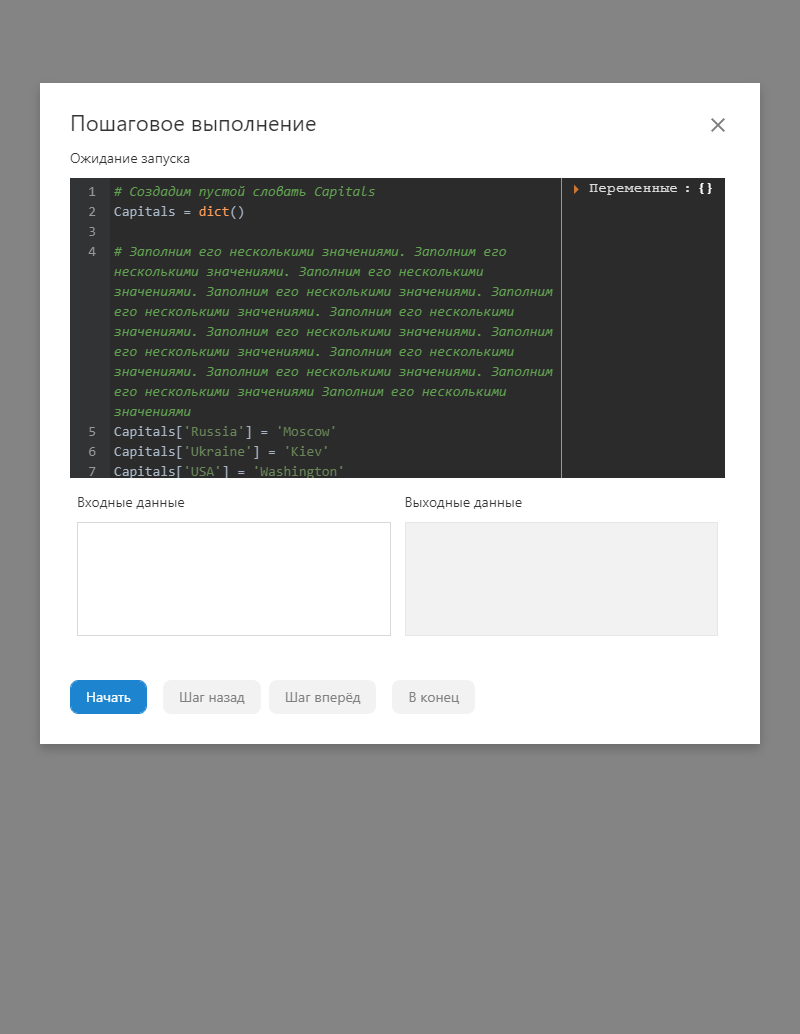 Пошаговое выполнение
Ожидание запуска
1 # Создадим пустой словать Capitals
2 Capitals = dict()
3
4 # Заполним его несколькими значениями. Заполним его
несколькими значениями. Заполним его несколькими
значениями. Заполним его несколькими значениями. Заполним
его несколькими значениями. Заполним его несколькими
значениями. Заполним его несколькими значениями. Заполним
его несколькими значениями. Заполним его несколькими
значениями. Заполним его несколькими значениями. Заполним
его несколькими значениями Заполним его несколькими
значениями
5 Capitals['Russia'] = 'Moscow'
6 Capitals['Ukraine'] = 'Kiev'
7 Capitals['USA'] = 'Washington'
Переменные : {}
Входные данные
Выходные данные
Начать
Шаг назад
Шаг вперёд
В конец